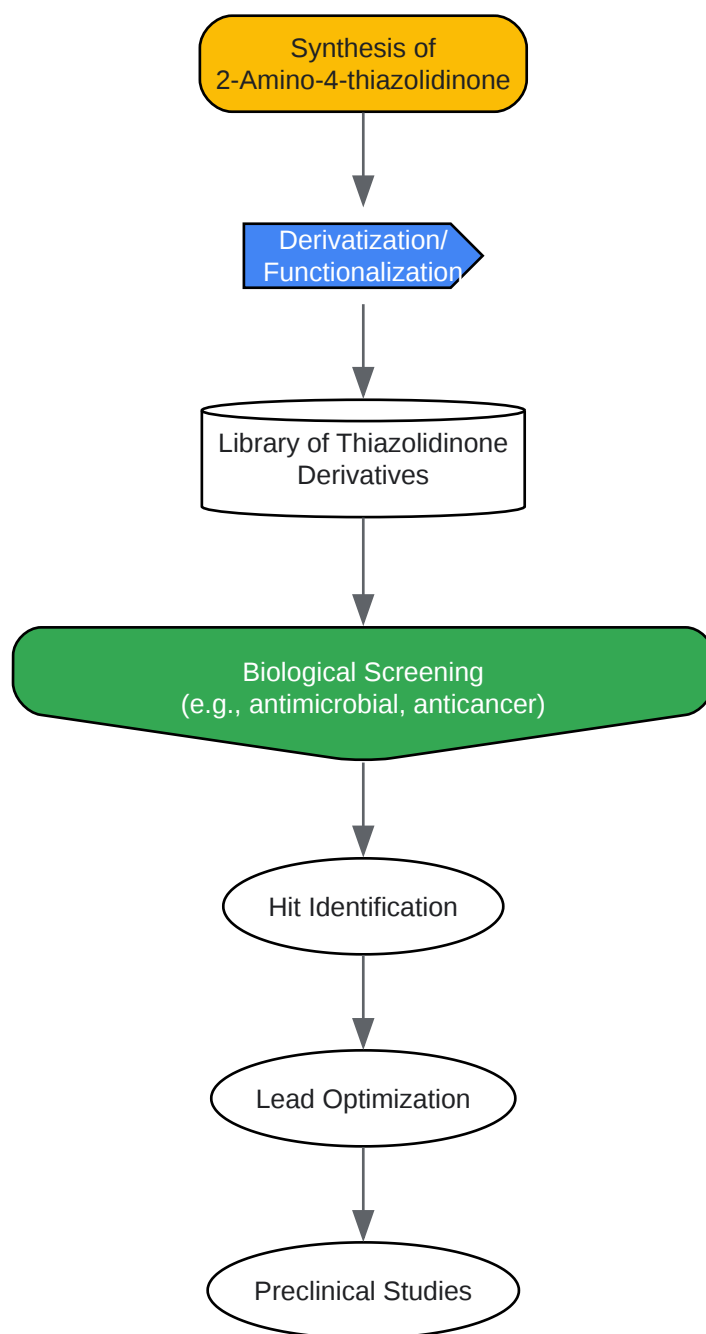 Synthesis of
2-Amino-4-thiazolidinone
Derivatization/
Functionalization
Library of Thiazolidinone
Derivatives
Biological Screening
(e.g., antimicrobial, anticancer)
Hit Identification
Lead Optimization
Preclinical Studies